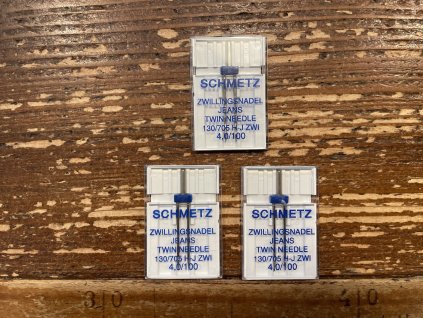 SCHMETZ
ZWILLINGSNADEL
JEANS
TWIN NEEDLE
130/705 H-J ZWI
4,0/100
SCHMETZ
ZWILLINGSNADEL
JEANS
TWIN NEEDLE
130/705 H-J ZWI
4,0/100
SCHMETZ
ZWILLINGSNADEL
JEANS
TWIN NEEDLE
130/705 H-J ZWI
4,0/100
30
40